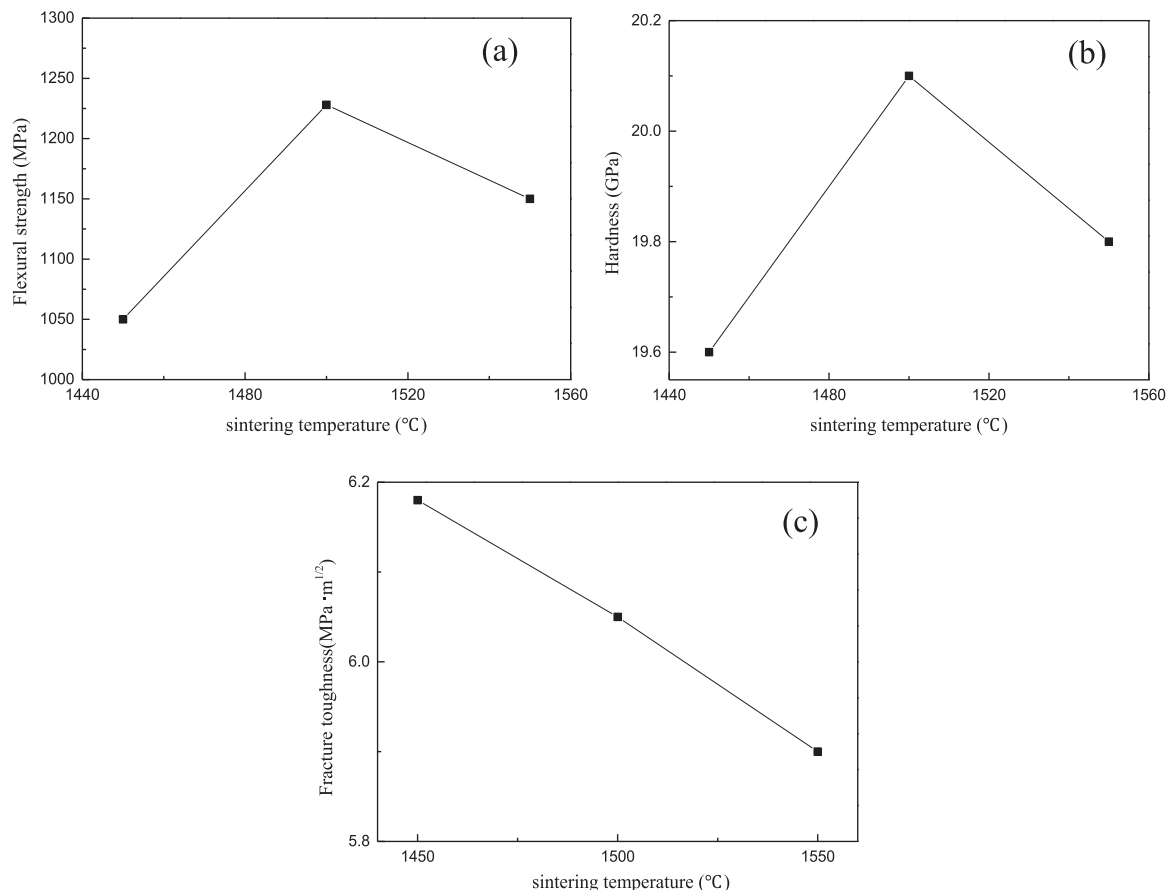 (a)
Flexural strength (MPa)
1300
1250
1200
1150
1100
1050
1000
1440 1480 1520 1560
sintering temperature (℃)
(b)
Hardness (GPa)
20.2
20.0
19.8
19.6
1440 1480 1520 1560
sintering temperature (℃)
(c)
Fracture toughness(MPa ▪m1/2)
6.2
6.0
5.8
1450 1500 1550
sintering temperature (℃)